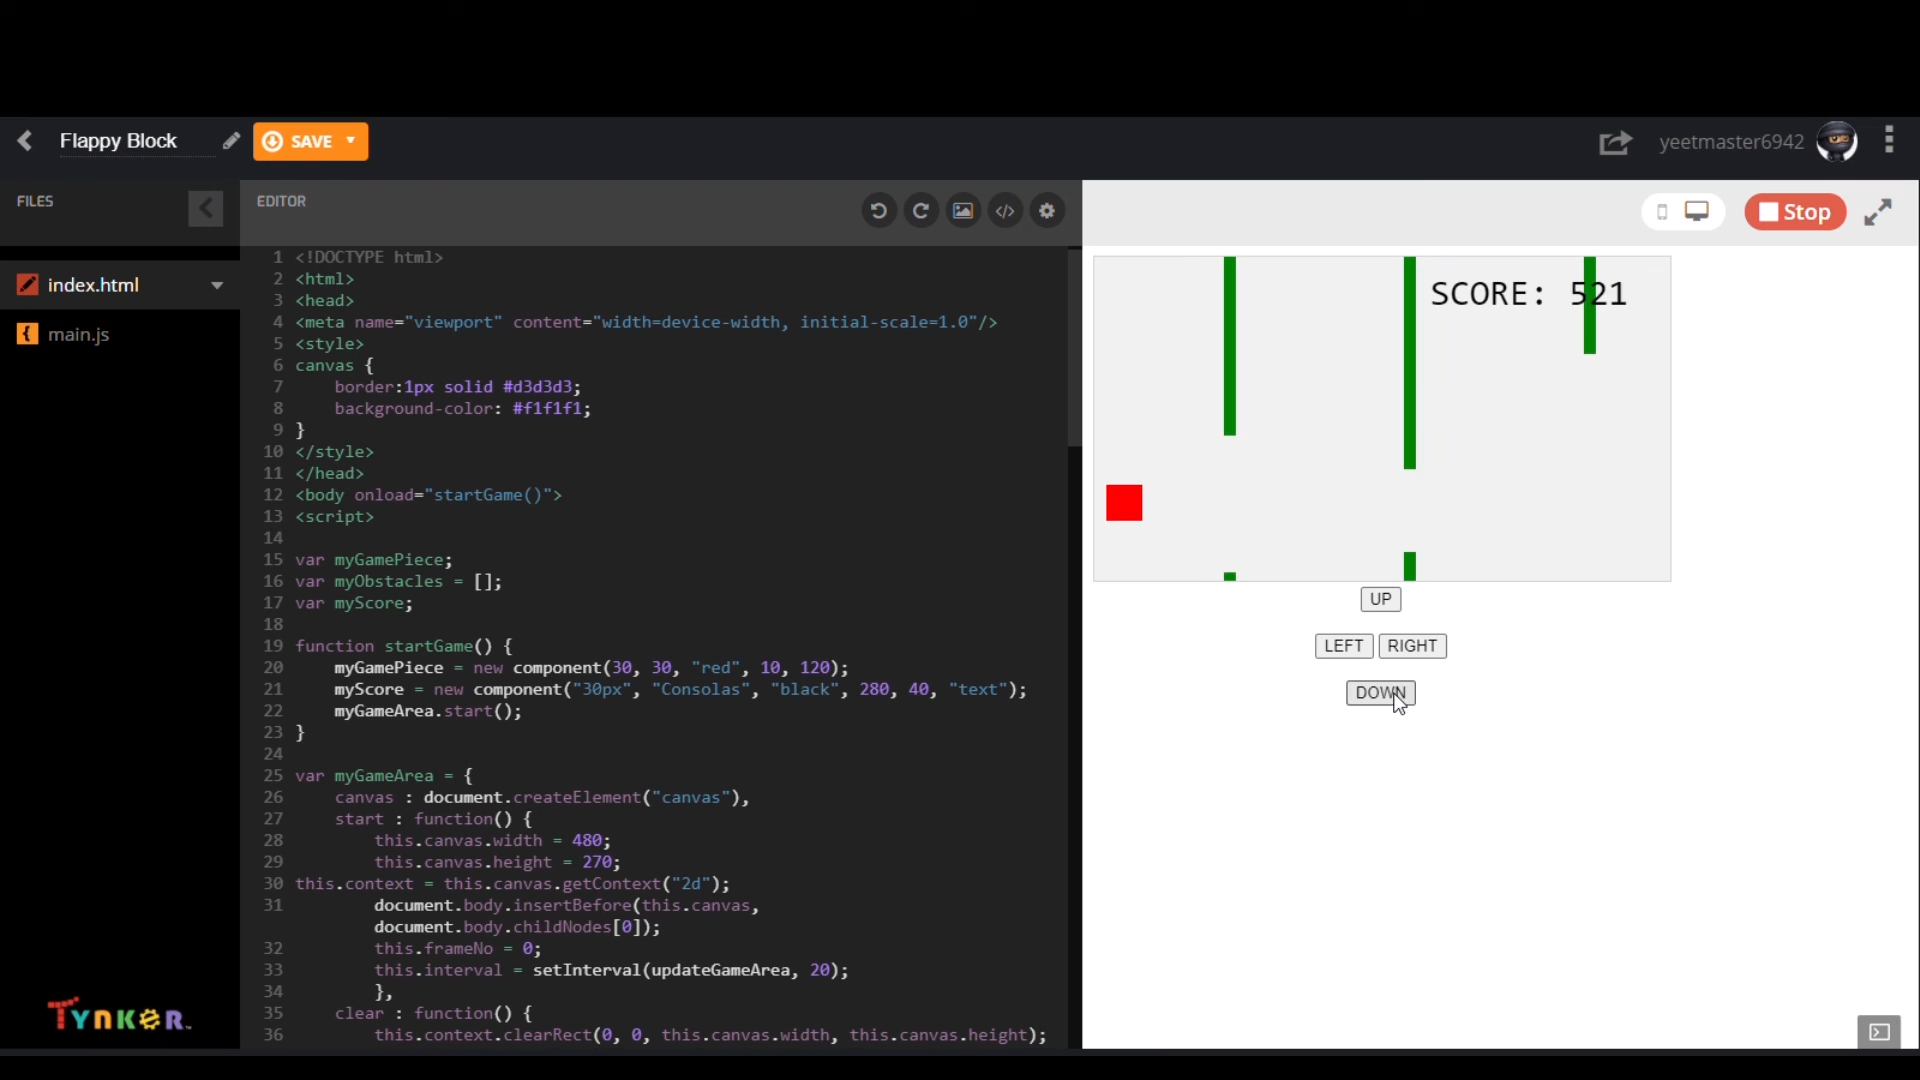 Flappy Block
SAVE
yeetmaster6942
FILES
EDITOR
Stop
index.html
main.js
1 <!DOCTYPE html>
2 <html>
3 <head>
4 <meta name="viewport" content="width=device-width, initial-scale=1.0"/>
5 <style>
6 canvas {
7     border:1px solid #d3d3d3;
8     background-color: #f1f1f1;
9 }
10 </style>
11 </head>
12 <body onload="startGame()">
13 <script>
14
15 var myGamePiece;
16 var myObstacles = [];
17 var myScore;
18
19 function startGame() {
20     myGamePiece = new component(30, 30, "red", 10, 120);
21     myScore = new component("30px", "Consolas", "black", 280, 40, "text");
22     myGameArea.start();
23 }
24
25 var myGameArea = {
26     canvas : document.createElement("canvas"),
27     start : function() {
28         this.canvas.width = 480;
29         this.canvas.height = 270;
30 this.context = this.canvas.getContext("2d");
31         document.body.insertBefore(this.canvas,
document.body.childNodes[0]);
32         this.frameNo = 0;
33         this.interval = setInterval(updateGameArea, 20);
34         },
35     clear : function() {
36         this.context.clearRect(0, 0, this.canvas.width, this.canvas.height);
SCORE: 521
UP
LEFT RIGHT
DOWN
TYNKER